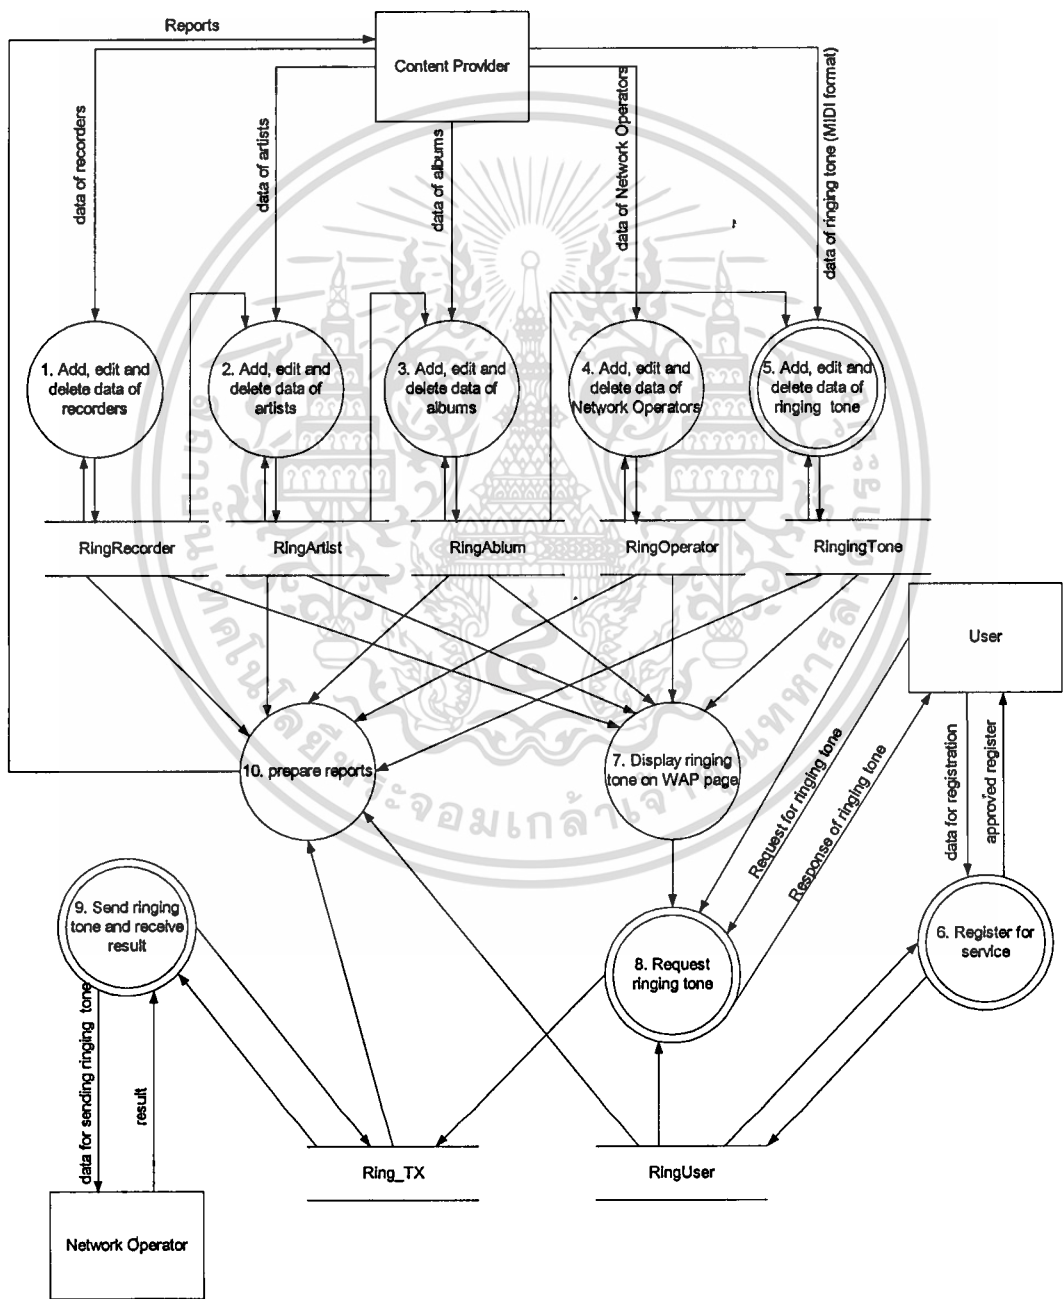 Reports
Content Provider
data of recorders
data of artists
data of albums
data of Network Operators
data of ringing tone (MIDI format)
1. Add, edit and
delete data of
recorders
2. Add, edit and
delete data of
artists
3. Add, edit and
delete data of
albums
4. Add, edit and
delete data of
Network Operators
5. Add, edit and
delete data of
ringing tone
RingRecorder
RingArtist
RingAblum
RingOperator
RingingTone
User
10. prepare reports
7. Display ringing
tone on WAP page
Request for ringing tone
Response of ringing tone
data for registration
approved register
9. Send ringing
tone and receive
result
8. Request
ringing tone
6. Register for
service
data for sending ringing tone
result
Ring_TX
RingUser
Network Operator